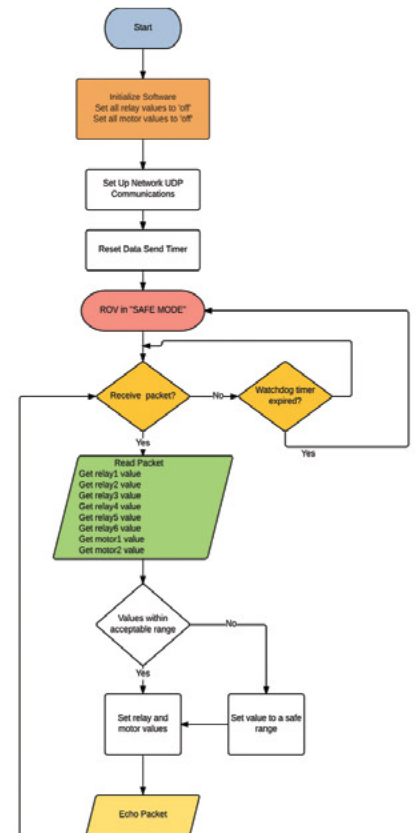 Start
Initialize Software
Set all relay values to 'off'
Set all motor values to 'off'
Set Up Network UDP
Communications
Reset Data Send Timer
ROV in "SAFE MODE"
Receive packet?
No
Watchdog timer
expired?
Yes
Yes
Read Packet
Get relay1 value
Get relay2 value
Get relay3 value
Get relay4 value
Get relay5 value
Get relay6 value
Get motor1 value
Get motor2 value
Values within
acceptable range
No
Yes
Set relay and
motor values
Set value to a safe
range
Echo Packet